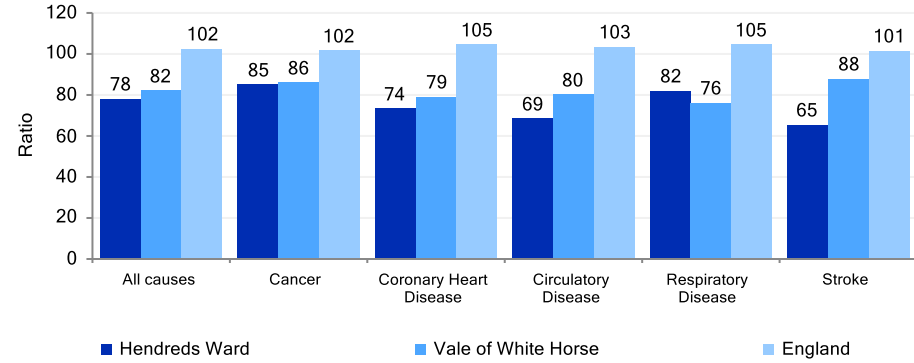 120
102
102
105
103
105
101
100
85
86
88
78
82
79
80
82
76
80
74
69
65
60
40
20
0
Ratio
All causes
Cancer
Coronary Heart
Disease
Circulatory
Disease
Respiratory
Disease
Stroke
Hendreds Ward
Vale of White Horse
England